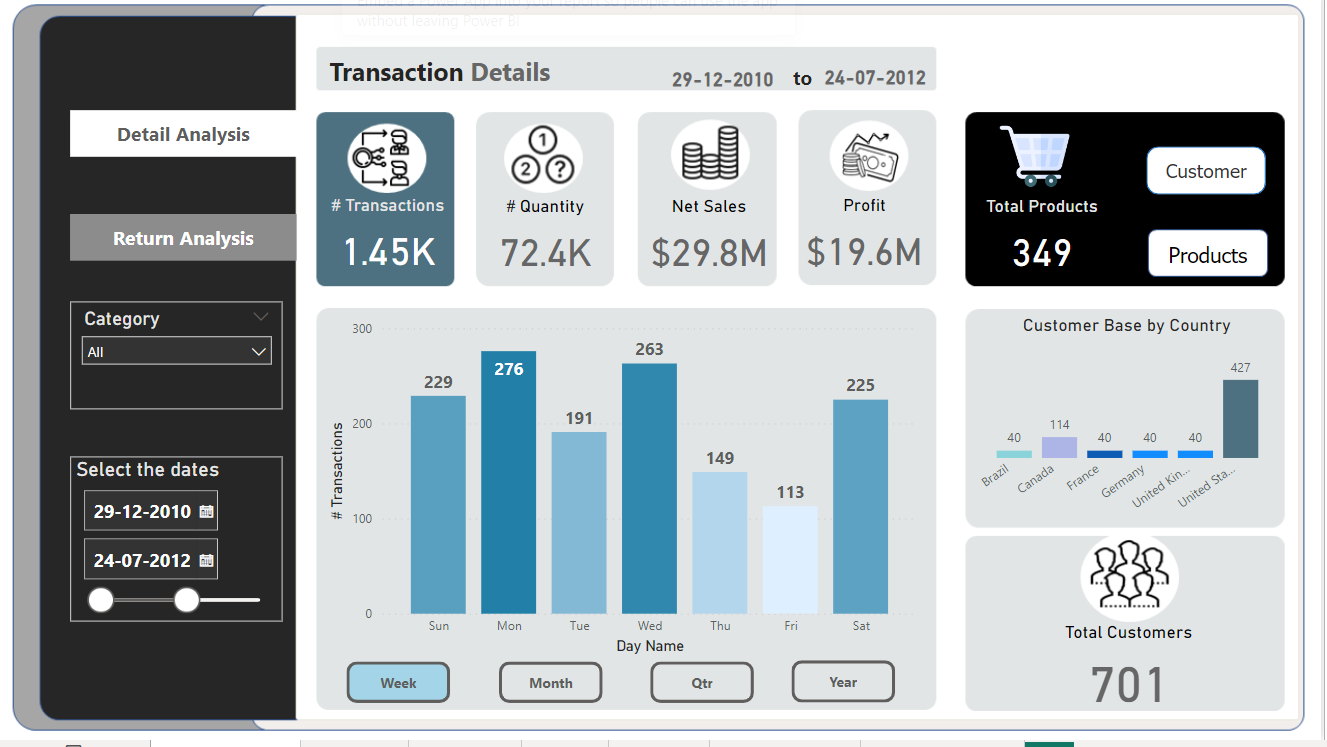 Embed a Power App into your report so people can use the app
without leaving Power BI
Transaction Details
29-12-2010 to 24-07-2012
Detail Analysis
Return Analysis
Category
All
Select the dates
29-12-2010
24-07-2012
# Transactions
1.45K
# Quantity
72.4K
Net Sales
$29.8M
Profit
$19.6M
Total Products
349
Customer
Products
# Transactions
300
200
100
0
229
276
191
263
149
113
225
Sun
Mon
Tue
Wed
Thu
Fri
Sat
Day Name
Week
Month
Qtr
Year
Customer Base by Country
40
114
40
40
40
427
Brazil
Canada
France
Germany
United Kin...
United Sta...
Total Customers
701